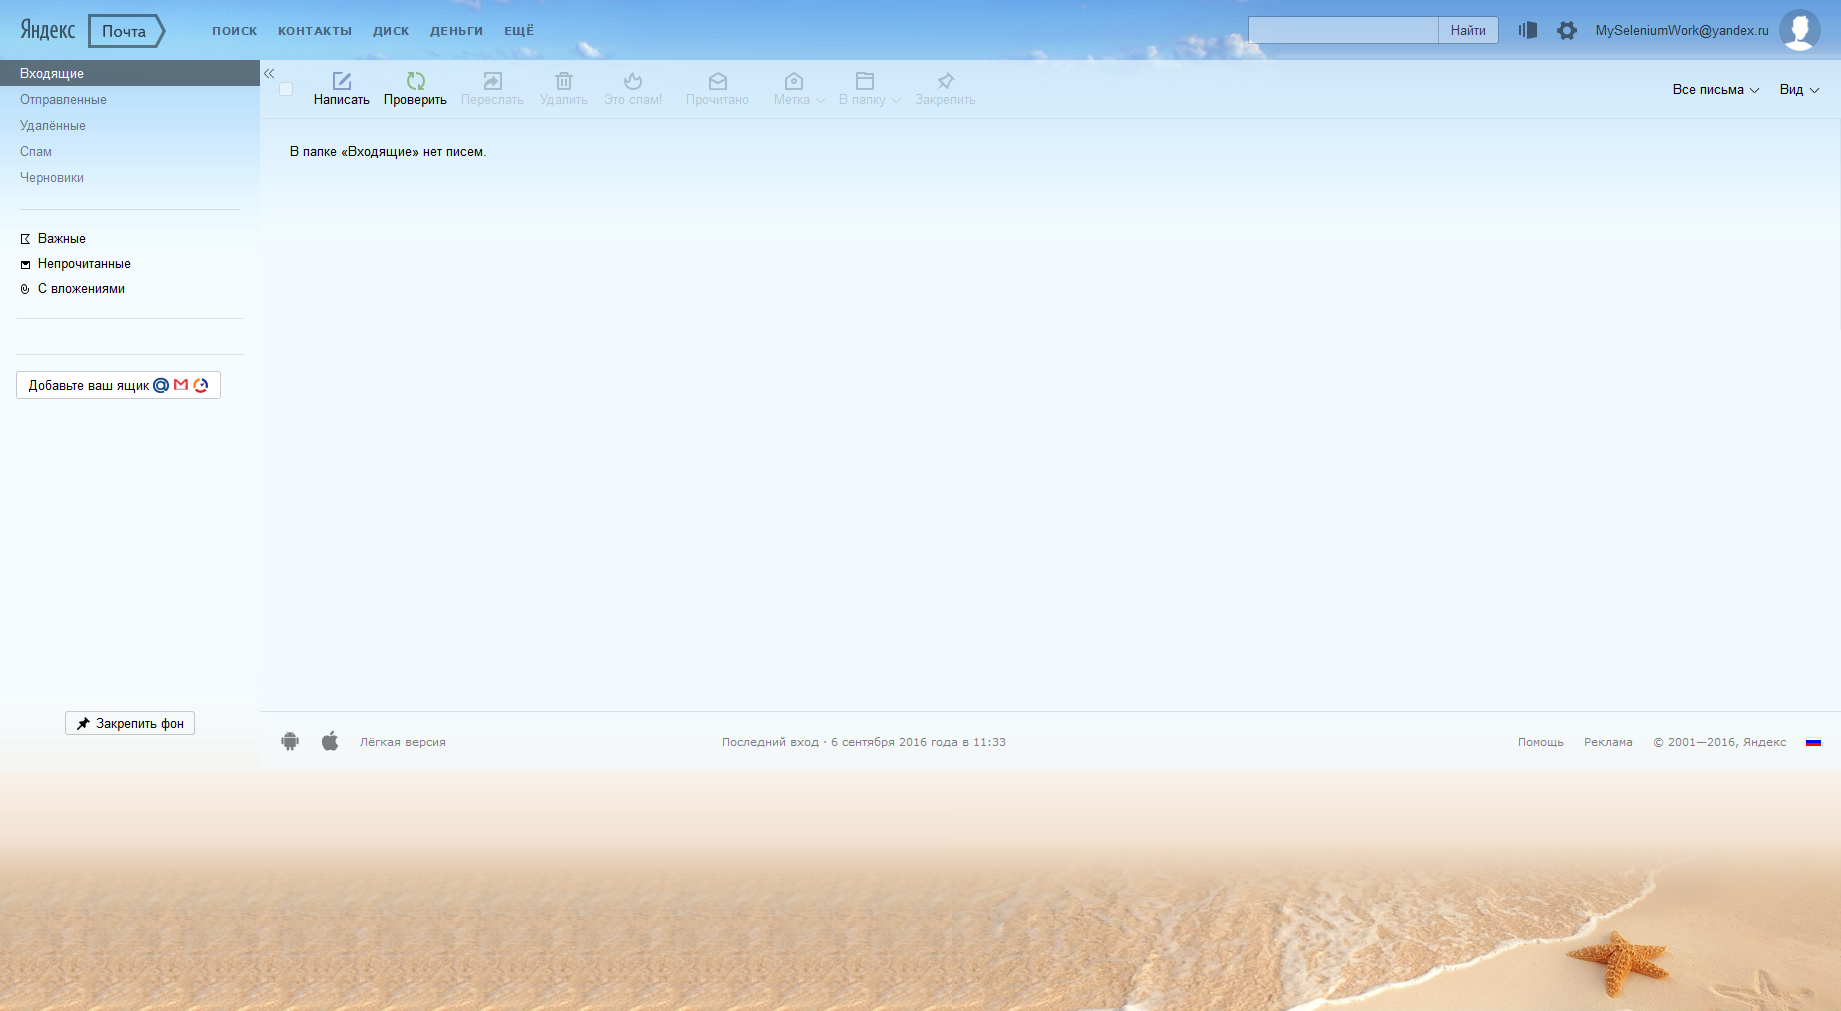 Яндекс Почта ПОИСК КОНТАКТЫ ДИСК ДЕНЬГИ ЕЩЁ Найти MySeleniumWork@yandex.ru
Входящие
Отправленные
Удалённые
Спам
Черновики
Важные
Непрочитанные
С вложениями
Добавьте ваш ящик
Закрепить фон
Написать Проверить Переслать Удалить Это спам! Прочитано Метка В папку Закрепить Все письма Вид
В папке «Входящие» нет писем.
Лёгкая версия Последний вход · 6 сентября 2016 года в 11:33 Помощь Реклама © 2001—2016, Яндекс